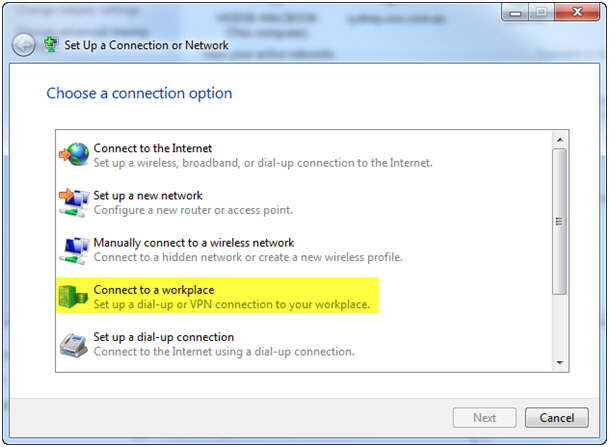 Set Up a Connection or Network
Choose a connection option
Connect to the Internet
Set up a wireless, broadband, or dial-up connection to the Internet.
Set up a new network
Configure a new router or access point.
Manually connect to a wireless network
Connect to a hidden network or create a new wireless profile.
Connect to a workplace
Set up a dial-up or VPN connection to your workplace.
Set up a dial-up connection
Connect to the Internet using a dial-up connection.
Next
Cancel